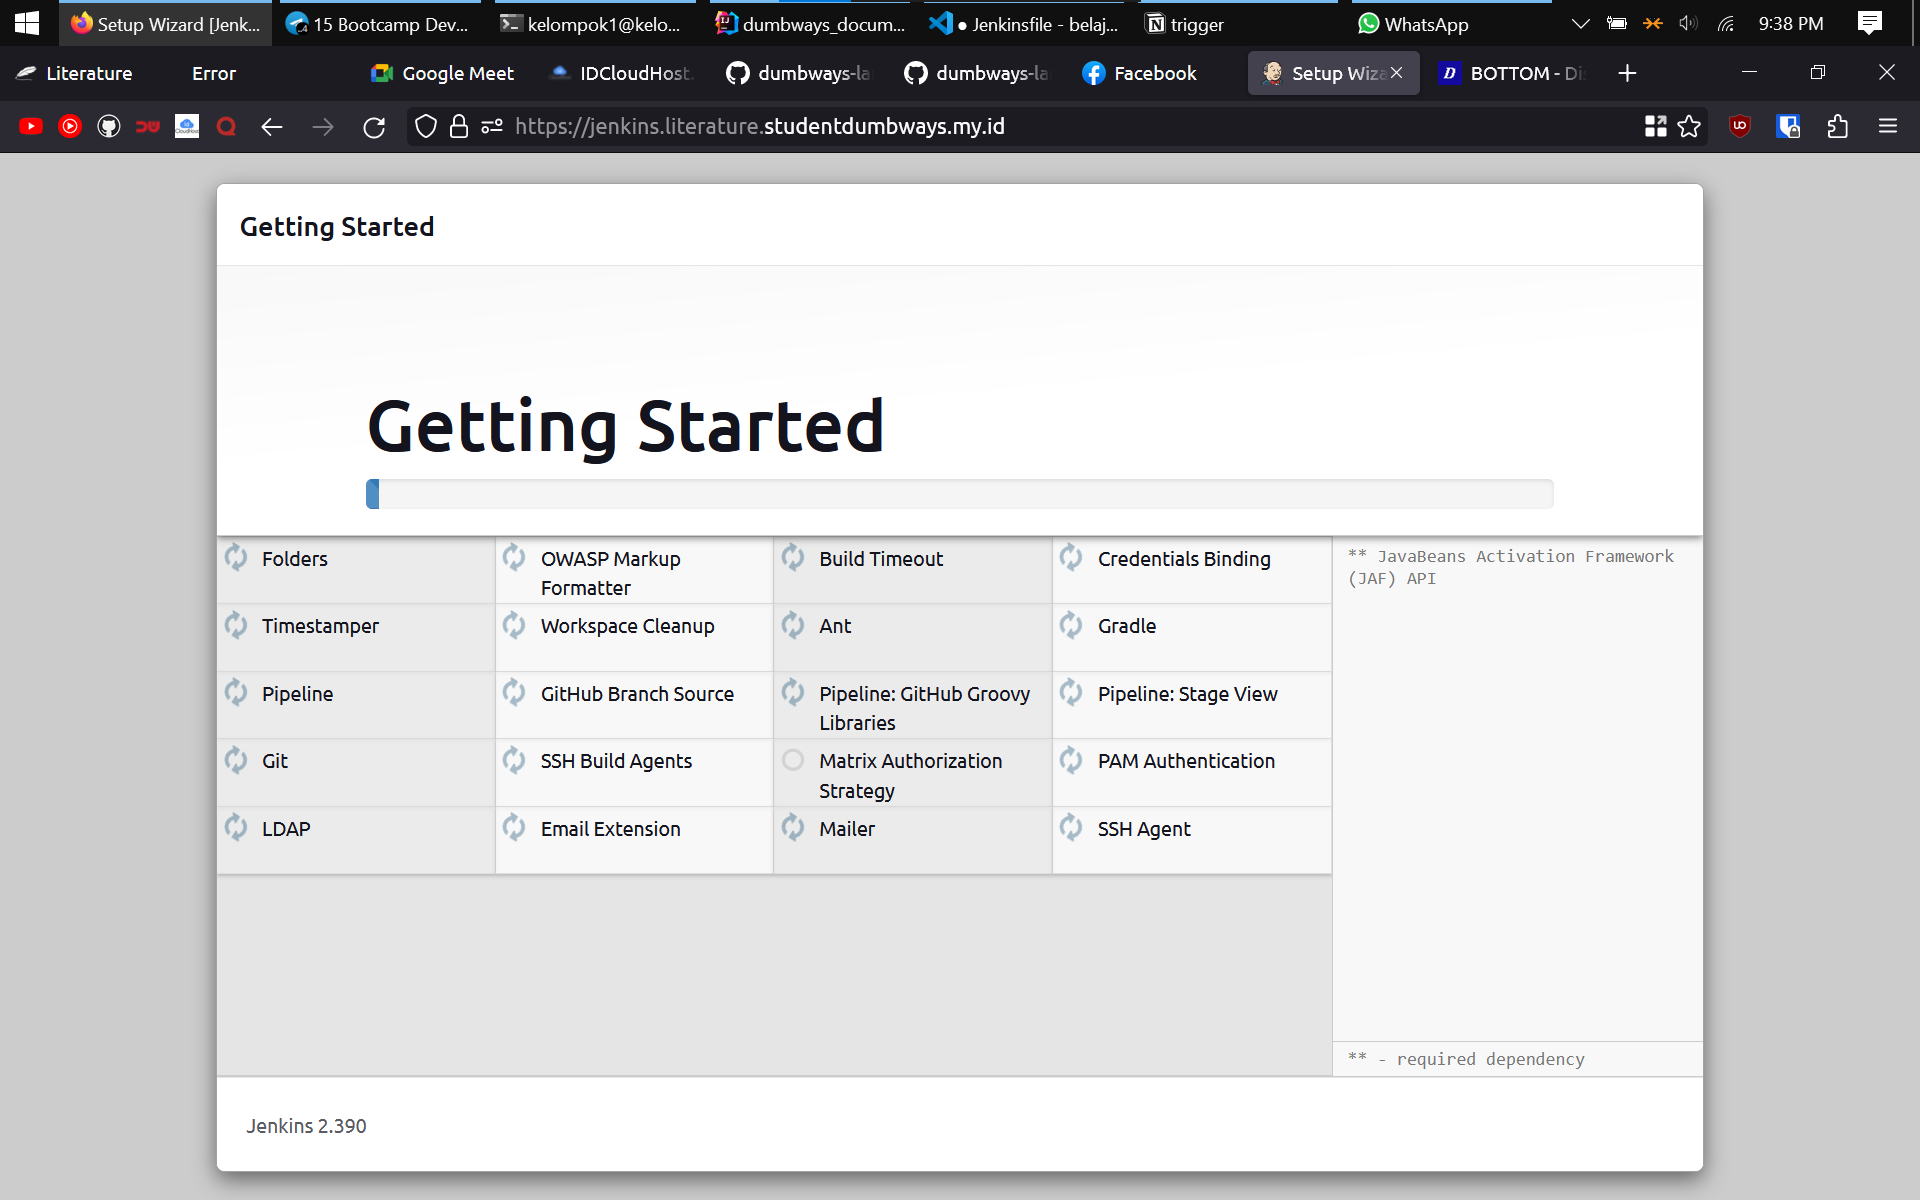 Setup Wizard [Jenk...
15 Bootcamp Dev...
kelompok1@kelo...
dumbways_docum...
● Jenkinsfile - belaj...
trigger
WhatsApp
9:38 PM
Literature
Error
Google Meet
IDCloudHost.
dumbways-la
dumbways-la
Facebook
Setup Wiza
BOTTOM - Di
https://jenkins.literature.studentdumbways.my.id
Getting Started
Getting Started
Folders
OWASP Markup
Formatter
Build Timeout
Credentials Binding
Timestamper
Workspace Cleanup
Ant
Gradle
Pipeline
GitHub Branch Source
Pipeline: GitHub Groovy
Libraries
Pipeline: Stage View
Git
SSH Build Agents
Matrix Authorization
Strategy
PAM Authentication
LDAP
Email Extension
Mailer
SSH Agent
** JavaBeans Activation Framework
(JAF) API
** - required dependency
Jenkins 2.390